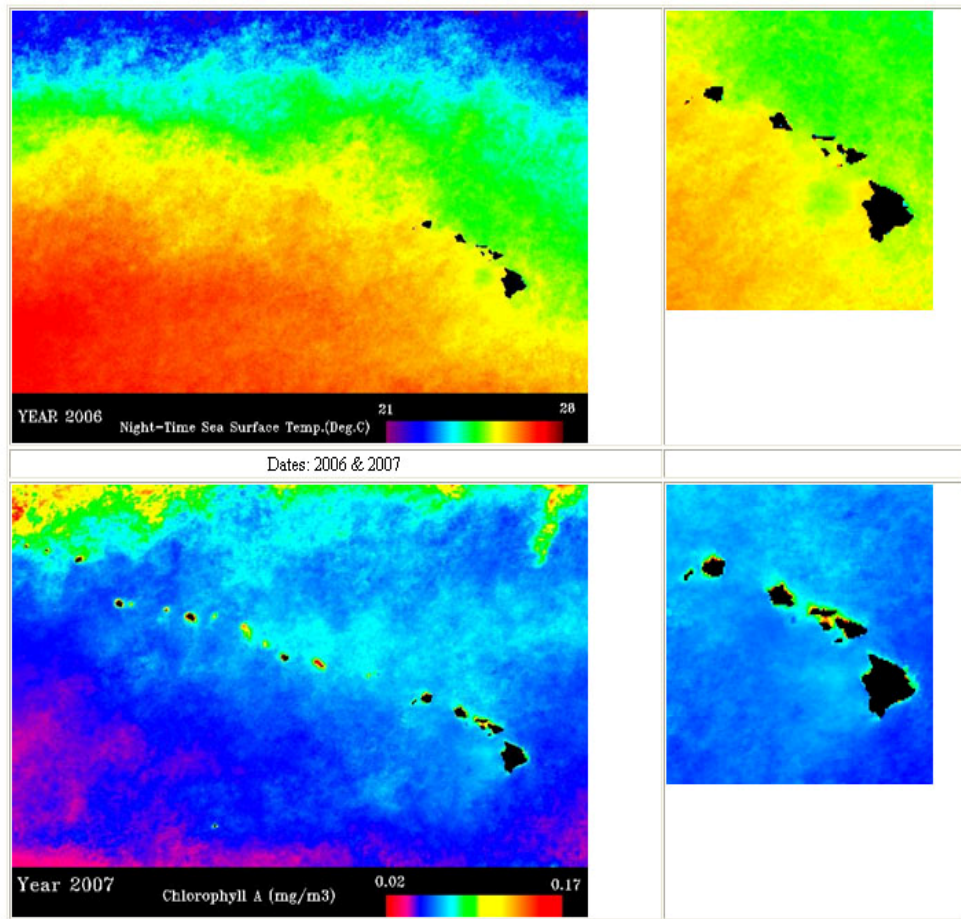 21 28
YEAR 2006
Night-Time Sea Surface Temp.(Deg.C)
Dates: 2006 & 2007
0.02 0.17
Year 2007
Chlorophyll A (mg/m3)